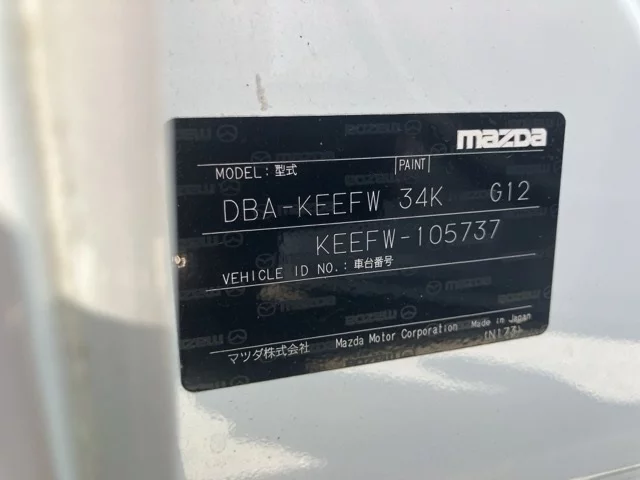 mazda
MODEL: 型式 PAINT
DBA-KEEFW 34K G12
KEEFW-105737
VEHICLE ID NO.: 車台番号
マツダ株式会社 Mazda Motor Corporation Made in Japan